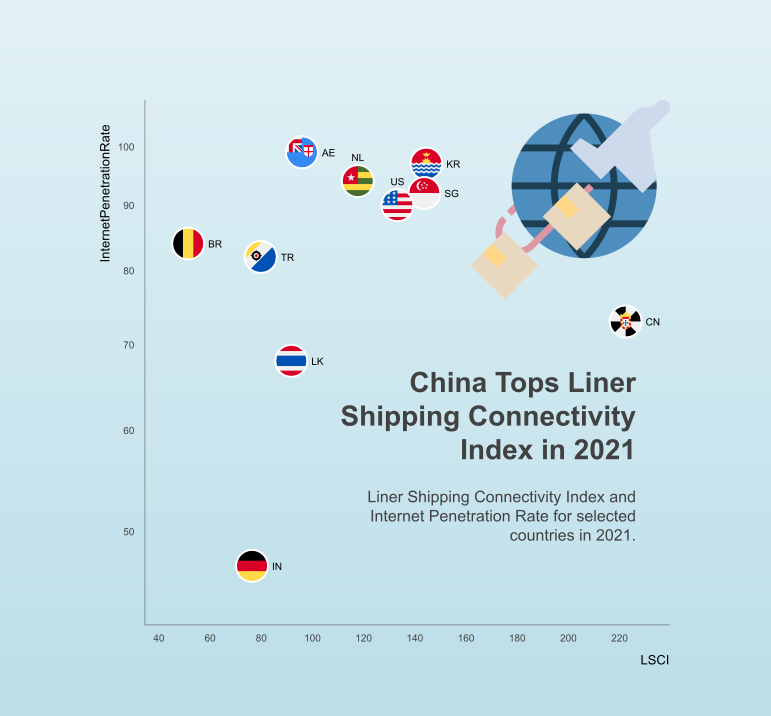 InternetPenetrationRate
100
90
80
70
60
50
AE
NL
KR
US
SG
BR
TR
CN
LK
IN
China Tops Liner
Shipping Connectivity
Index in 2021
Liner Shipping Connectivity Index and
Internet Penetration Rate for selected
countries in 2021.
40 60 80 100 120 140 160 180 200 220
LSCI